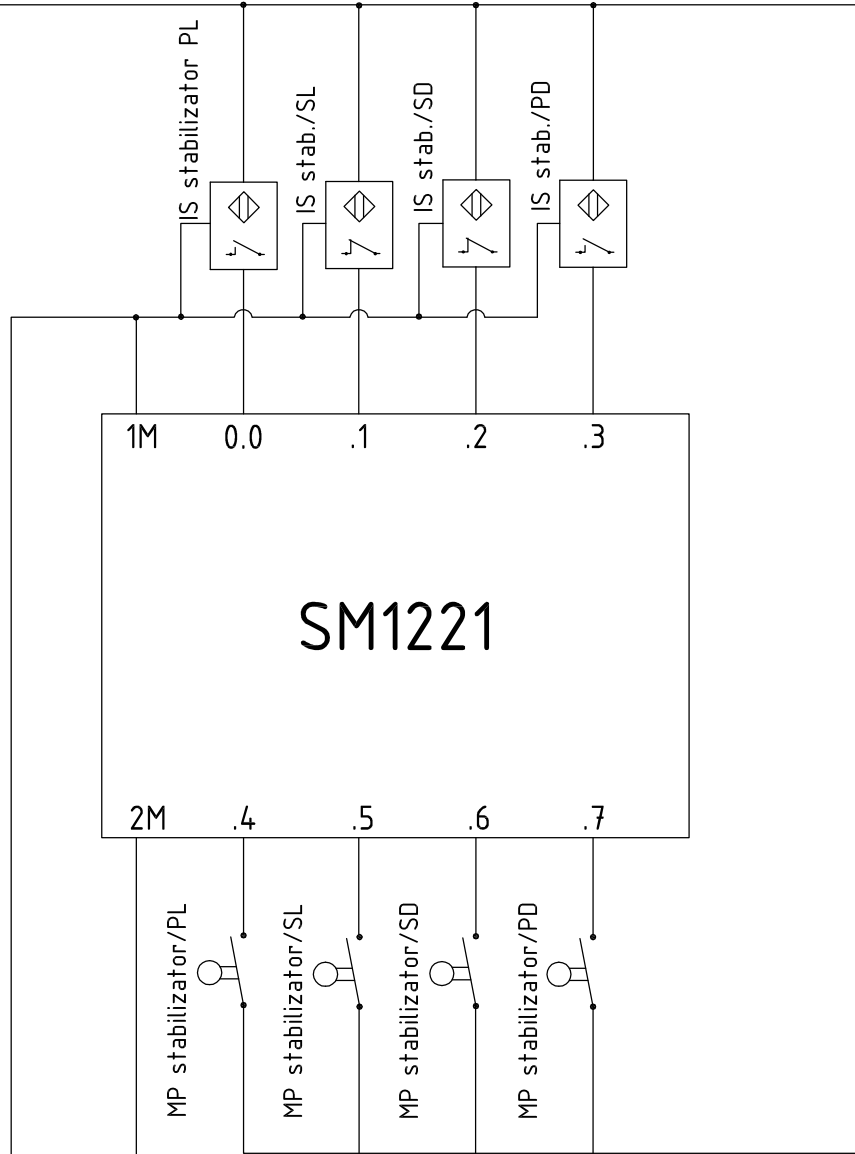 IS stabilizator PL
IS stab./SL
IS stab./SD
IS stab./PD
1M 0.0 .1 .2 .3
SM1221
2M .4 .5 .6 .7
MP stabilizator/PL
MP stabilizator/SL
MP stabilizator/SD
MP stabilizator/PD